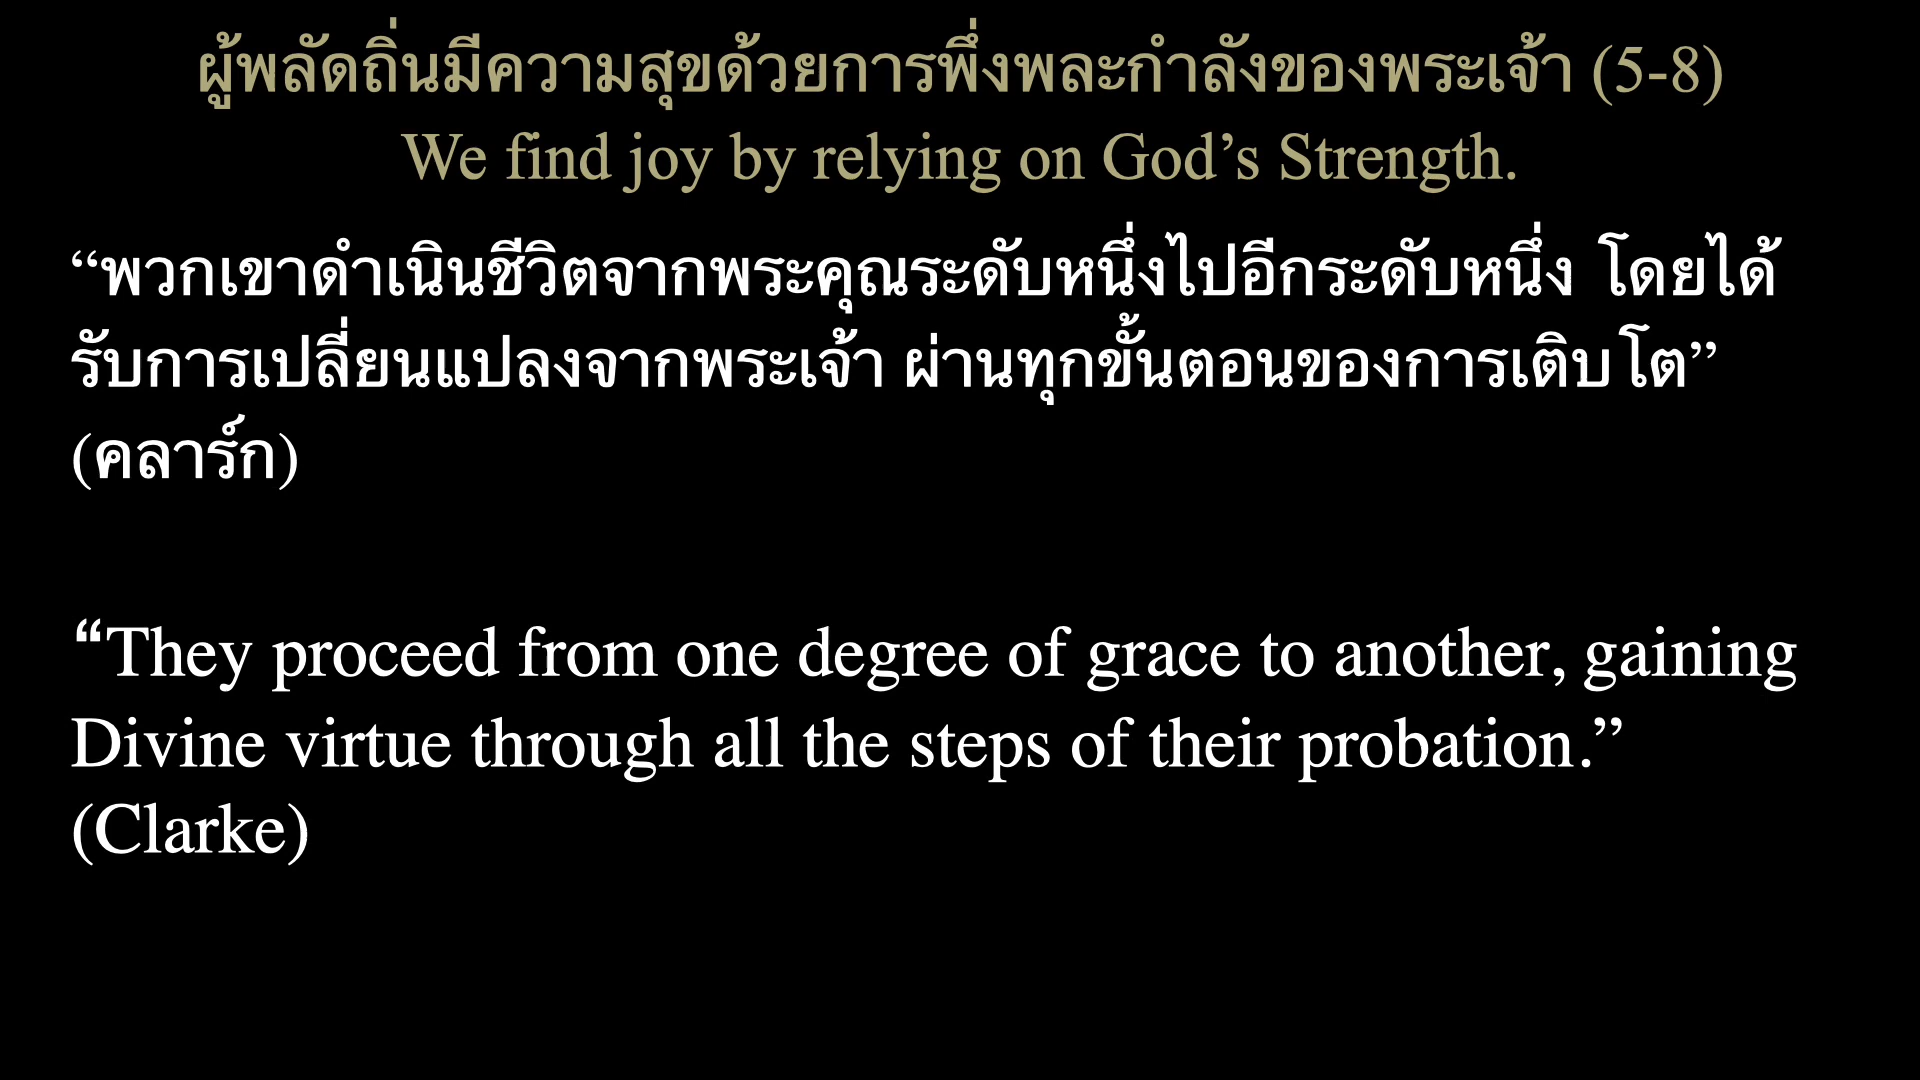 ผู้พลัดถิ่นมีความสุขด้วยการพึ่งพละกำลังของพระเจ้า (5-8)
We find joy by relying on God’s Strength.
“พวกเขาดำเนินชีวิตจากพระคุณระดับหนึ่งไปอีกระดับหนึ่ง โดยได้
รับการเปลี่ยนแปลงจากพระเจ้า ผ่านทุกขั้นตอนของการเติบโต”
(คลาร์ก)
“They proceed from one degree of grace to another, gaining
Divine virtue through all the steps of their probation.”
(Clarke)